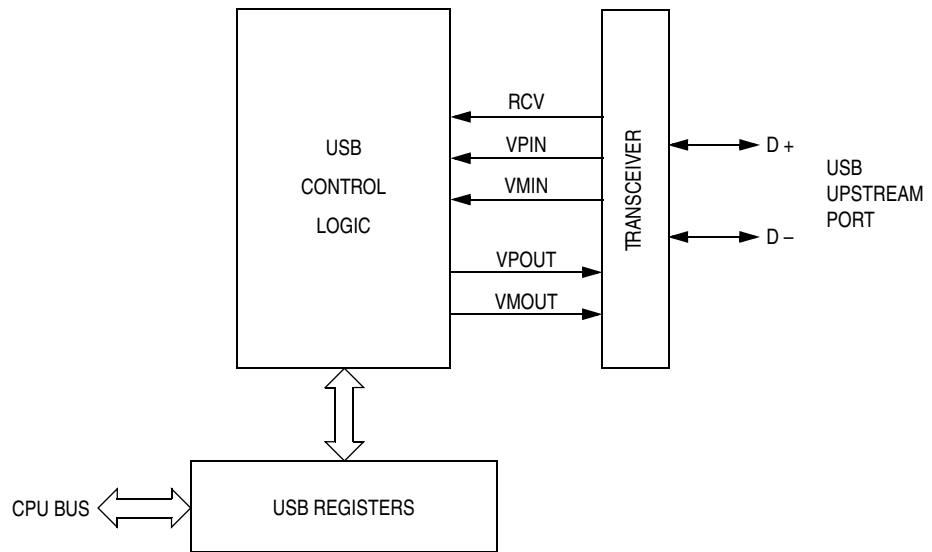 USB
CONTROL
LOGIC
RCV
VPIN
VMIN
VPOUT
VMOUT
TRANSCEIVER
D +
D –
USB
UPSTREAM
PORT
CPU BUS
USB REGISTERS